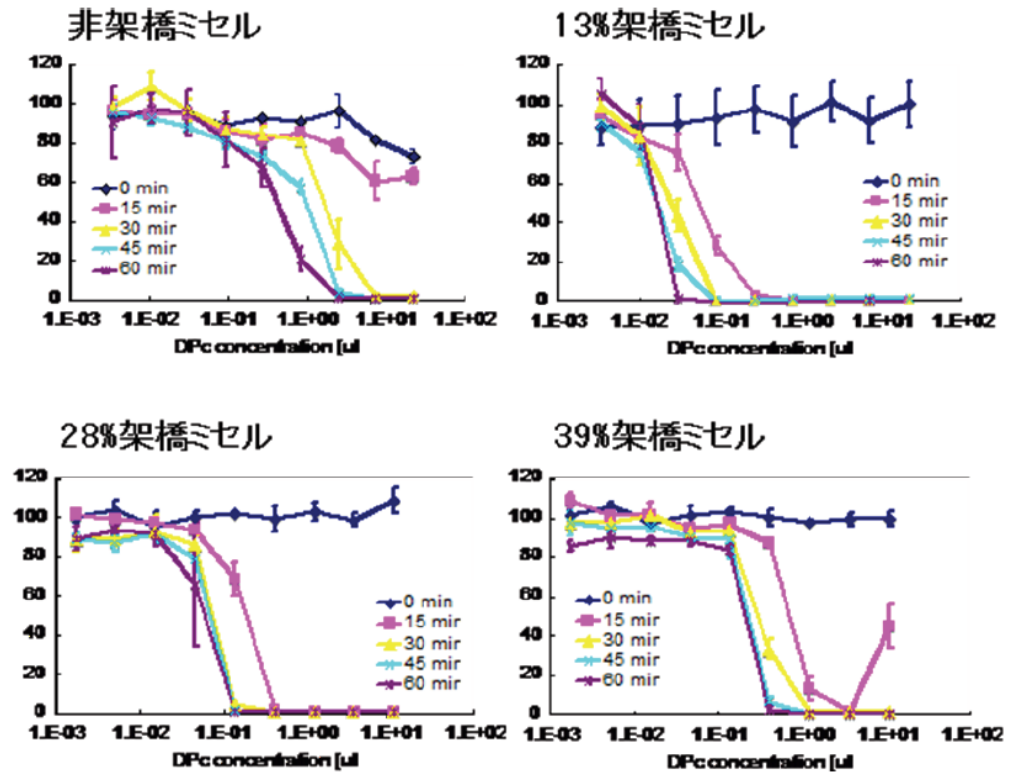 非架橋ミセル
120
100
80
60
40
20
0
0 min
15 mir
30 mir
45 mir
60 mir
1.E-03 1.E-02 1.E-01 1.E+00 1.E+01 1.E+02
DPc concentration [ul
13%架橋ミセル
120
100
80
60
40
20
0
0 min
15 mir
30 mir
45 mir
60 mir
1.E-03 1.E-02 1.E-01 1.E+00 1.E+01 1.E+02
DPc concentration [ul
28%架橋ミセル
120
100
80
60
40
20
0
0 min
15 mir
30 mir
45 mir
60 mir
1.E-03 1.E-02 1.E-01 1.E+00 1.E+01 1.E+02
DPc concentration [ul
39%架橋ミセル
120
100
80
60
40
20
0
0 min
15 mir
30 mir
45 mir
60 mir
1.E-03 1.E-02 1.E-01 1.E+00 1.E+01 1.E+02
DPc concentration [ul